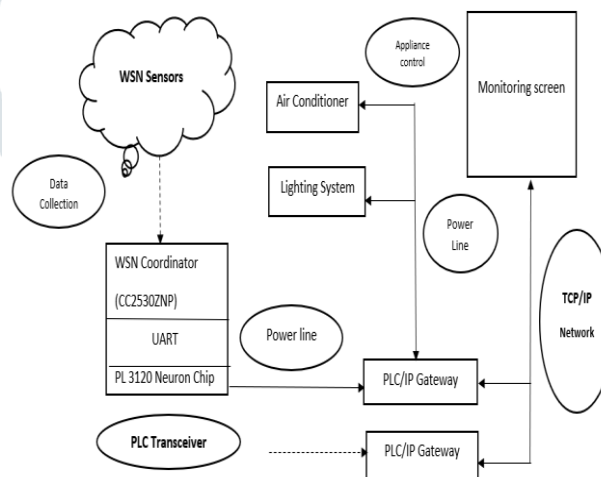 WSN Sensors
Data
Collection
WSN Coordinator
(CC2530ZNP)
UART
PL 3120 Neuron Chip
PLC Transceiver
Power line
Air Conditioner
Lighting System
Appliance
control
Power
Line
Monitoring screen
TCP/IP
Network
PLC/IP Gateway
PLC/IP Gateway